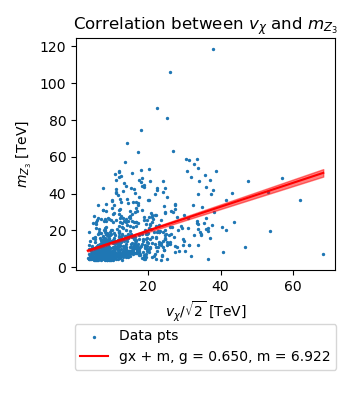 Correlation between $v_\chi$ and $m_{Z_3}$
$m_{Z_3}$ [TeV]
120
100
80
60
40
20
0
20 40 60
$v_\chi/\sqrt{2}$ [TeV]
Data pts
gx + m, g = 0.650, m = 6.922